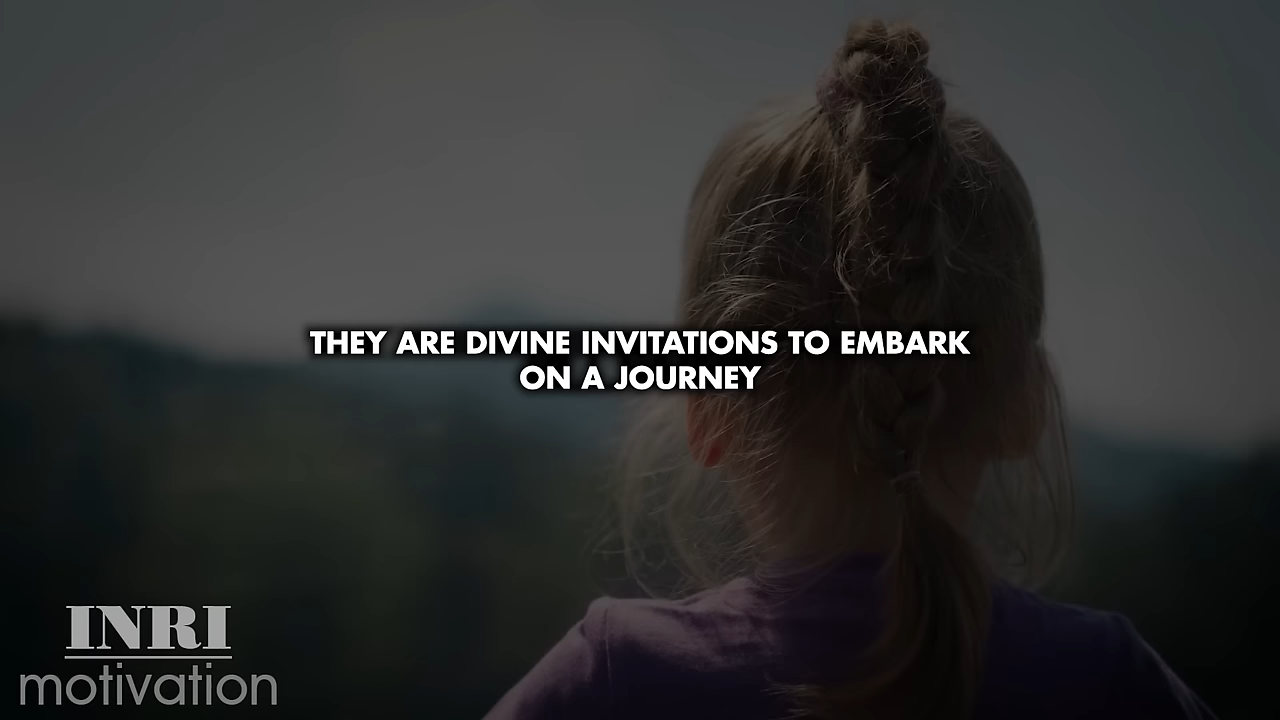 THEY ARE DIVINE INVITATIONS TO EMBARK
ON A JOURNEY
INRI
motivation